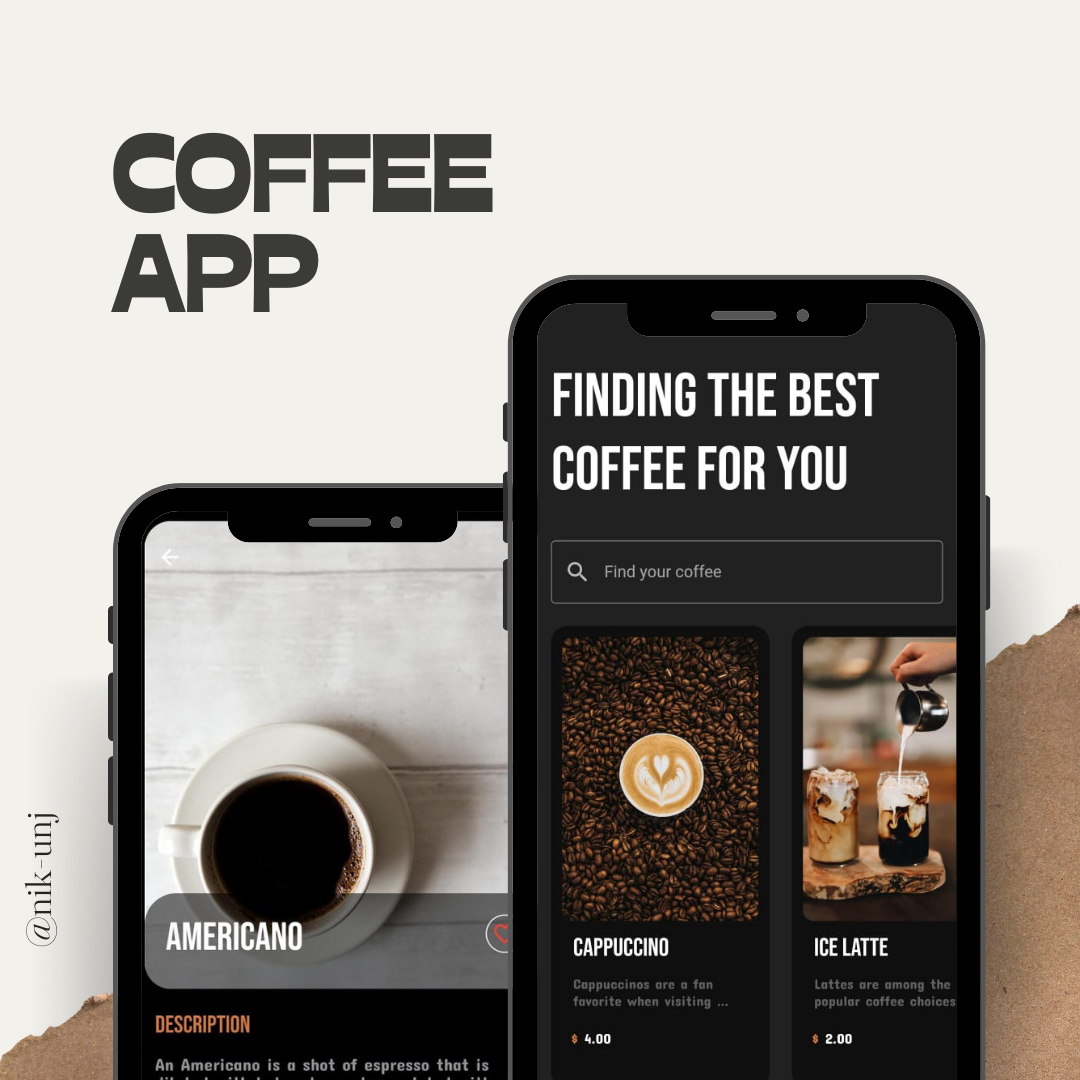 COFFEE
APP
FINDING THE BEST
COFFEE FOR YOU
Find your coffee
CAPPUCCINO
Cappuccinos are a fan
favorite when visiting ...
$ 4.00
ICE LATTE
Lattes are among the
popular coffee choices
$ 2.00
AMERICANO
DESCRIPTION
An Americano is a shot of espresso that is
@nik-unj